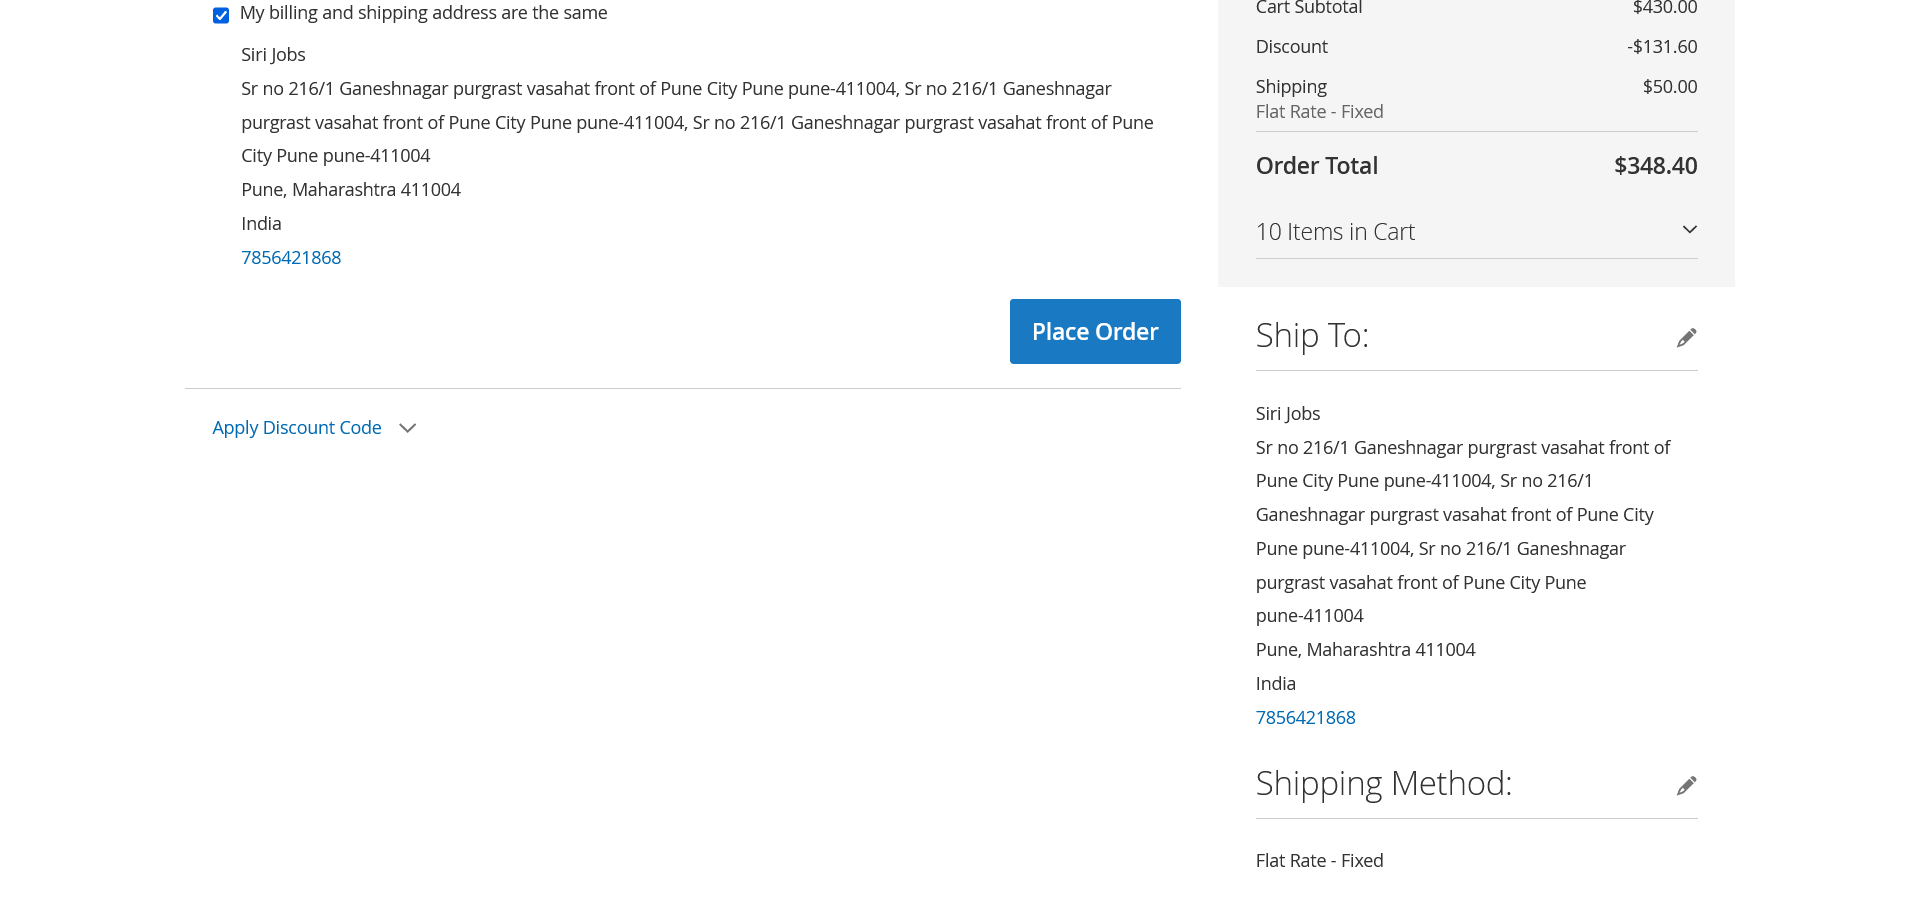 My billing and shipping address are the same
Siri Jobs
Sr no 216/1 Ganeshnagar purgrast vasahat front of Pune City Pune pune-411004, Sr no 216/1 Ganeshnagar
purgrast vasahat front of Pune City Pune pune-411004, Sr no 216/1 Ganeshnagar purgrast vasahat front of Pune
City Pune pune-411004
Pune, Maharashtra 411004
India
7856421868
Place Order
Apply Discount Code
Cart Subtotal $430.00
Discount -$131.60
Shipping $50.00
Flat Rate - Fixed
Order Total $348.40
10 Items in Cart
Ship To:
Siri Jobs
Sr no 216/1 Ganeshnagar purgrast vasahat front of
Pune City Pune pune-411004, Sr no 216/1
Ganeshnagar purgrast vasahat front of Pune City
Pune pune-411004, Sr no 216/1 Ganeshnagar
purgrast vasahat front of Pune City Pune
pune-411004
Pune, Maharashtra 411004
India
7856421868
Shipping Method:
Flat Rate - Fixed